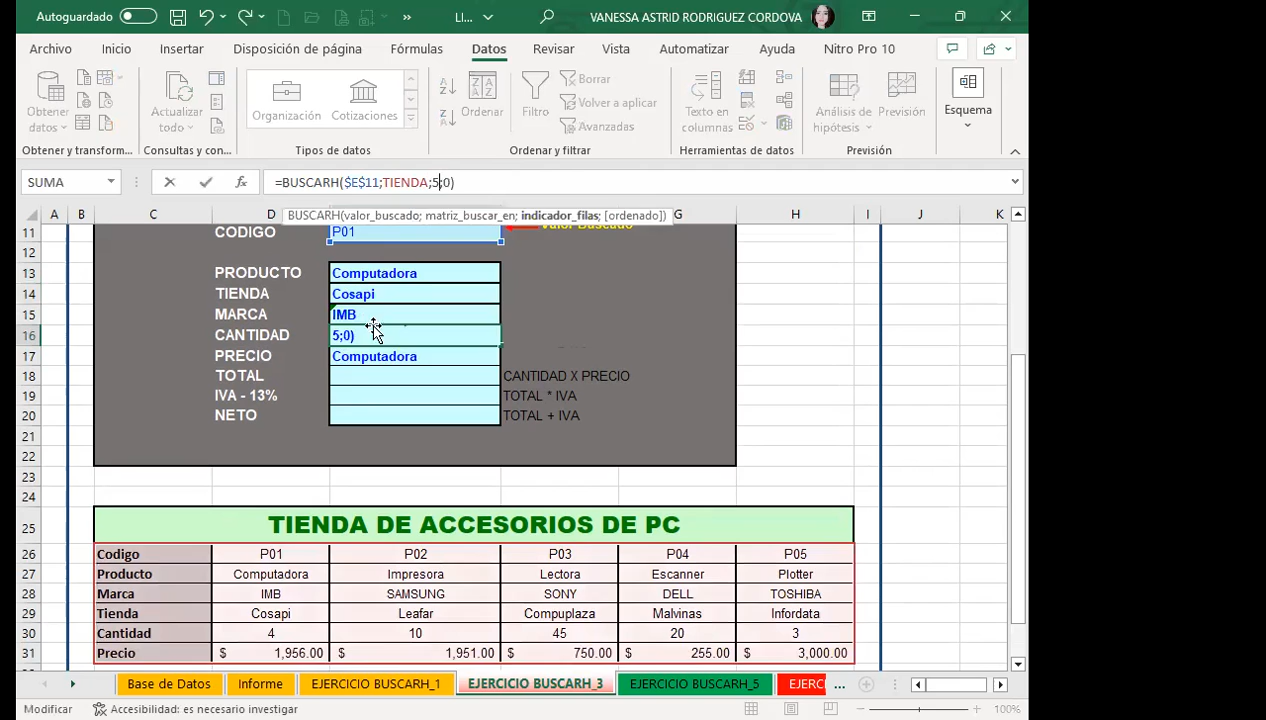 Autoguardado LI... VANESSA ASTRID RODRIGUEZ CORDOVA
Archivo Inicio Insertar Disposición de página Fórmulas Datos Revisar Vista Automatizar Ayuda Nitro Pro 10
Obtener datos
Actualizar todo
Organización Cotizaciones
Ordenar
Filtro
Borrar
Volver a aplicar
Avanzadas
Texto en columnas
Análisis de hipótesis
Previsión
Esquema
Obtener y transform... Consultas y con... Tipos de datos Ordenar y filtrar Herramientas de datos Previsión
SUMA =BUSCARH($E$11;TIENDA;5;0)
BUSCARH(valor_buscado; matriz_buscar_en; indicador_filas; [ordenado])
A B C D G H I J K
11 CODIGO P01 Valor Buscado
12
13 PRODUCTO Computadora
14 TIENDA Cosapi
15 MARCA IMB
16 CANTIDAD 5;0)
17 PRECIO Computadora
18 TOTAL CANTIDAD X PRECIO
19 IVA - 13% TOTAL * IVA
20 NETO TOTAL + IVA
21
22
23
24
25 TIENDA DE ACCESORIOS DE PC
26 Codigo P01 P02 P03 P04 P05
27 Producto Computadora Impresora Lectora Escanner Plotter
28 Marca IMB SAMSUNG SONY DELL TOSHIBA
29 Tienda Cosapi Leafar Compuplaza Malvinas Infordata
30 Cantidad 4 10 45 20 3
31 Precio $ 1,956.00 $ 1,951.00 $ 750.00 $ 255.00 $ 3,000.00
Base de Datos Informe EJERCICIO BUSCARH_1 EJERCICIO BUSCARH_3 EJERCICIO BUSCARH_5 EJERC ...
Modificar Accesibilidad: es necesario investigar 100%